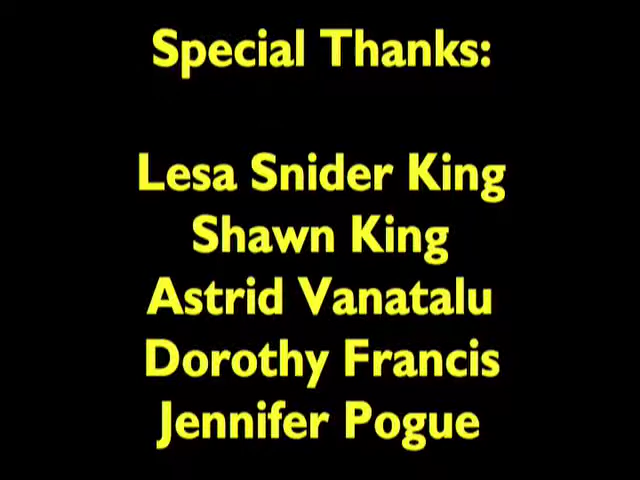 Special Thanks:
Lesa Snider King
Shawn King
Astrid Vanatalu
Dorothy Francis
Jennifer Pogue